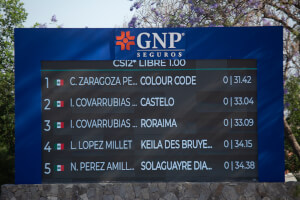 GNP
SEGUROS
CSI2* LIBRE 1.00
1 C. ZARAGOZA PE... COLOUR CODE 0 | 31.42
2 I. COVARRUBIAS ... CASTELO 0 | 33.04
3 I. COVARRUBIAS ... RORAIMA 0 | 33.09
4 L. LOPEZ MILLET KEILA DES BRUYE... 0 | 34.15
5 N. PEREZ AMILL... SOLAGUAYRE DIA... 0 | 34.38